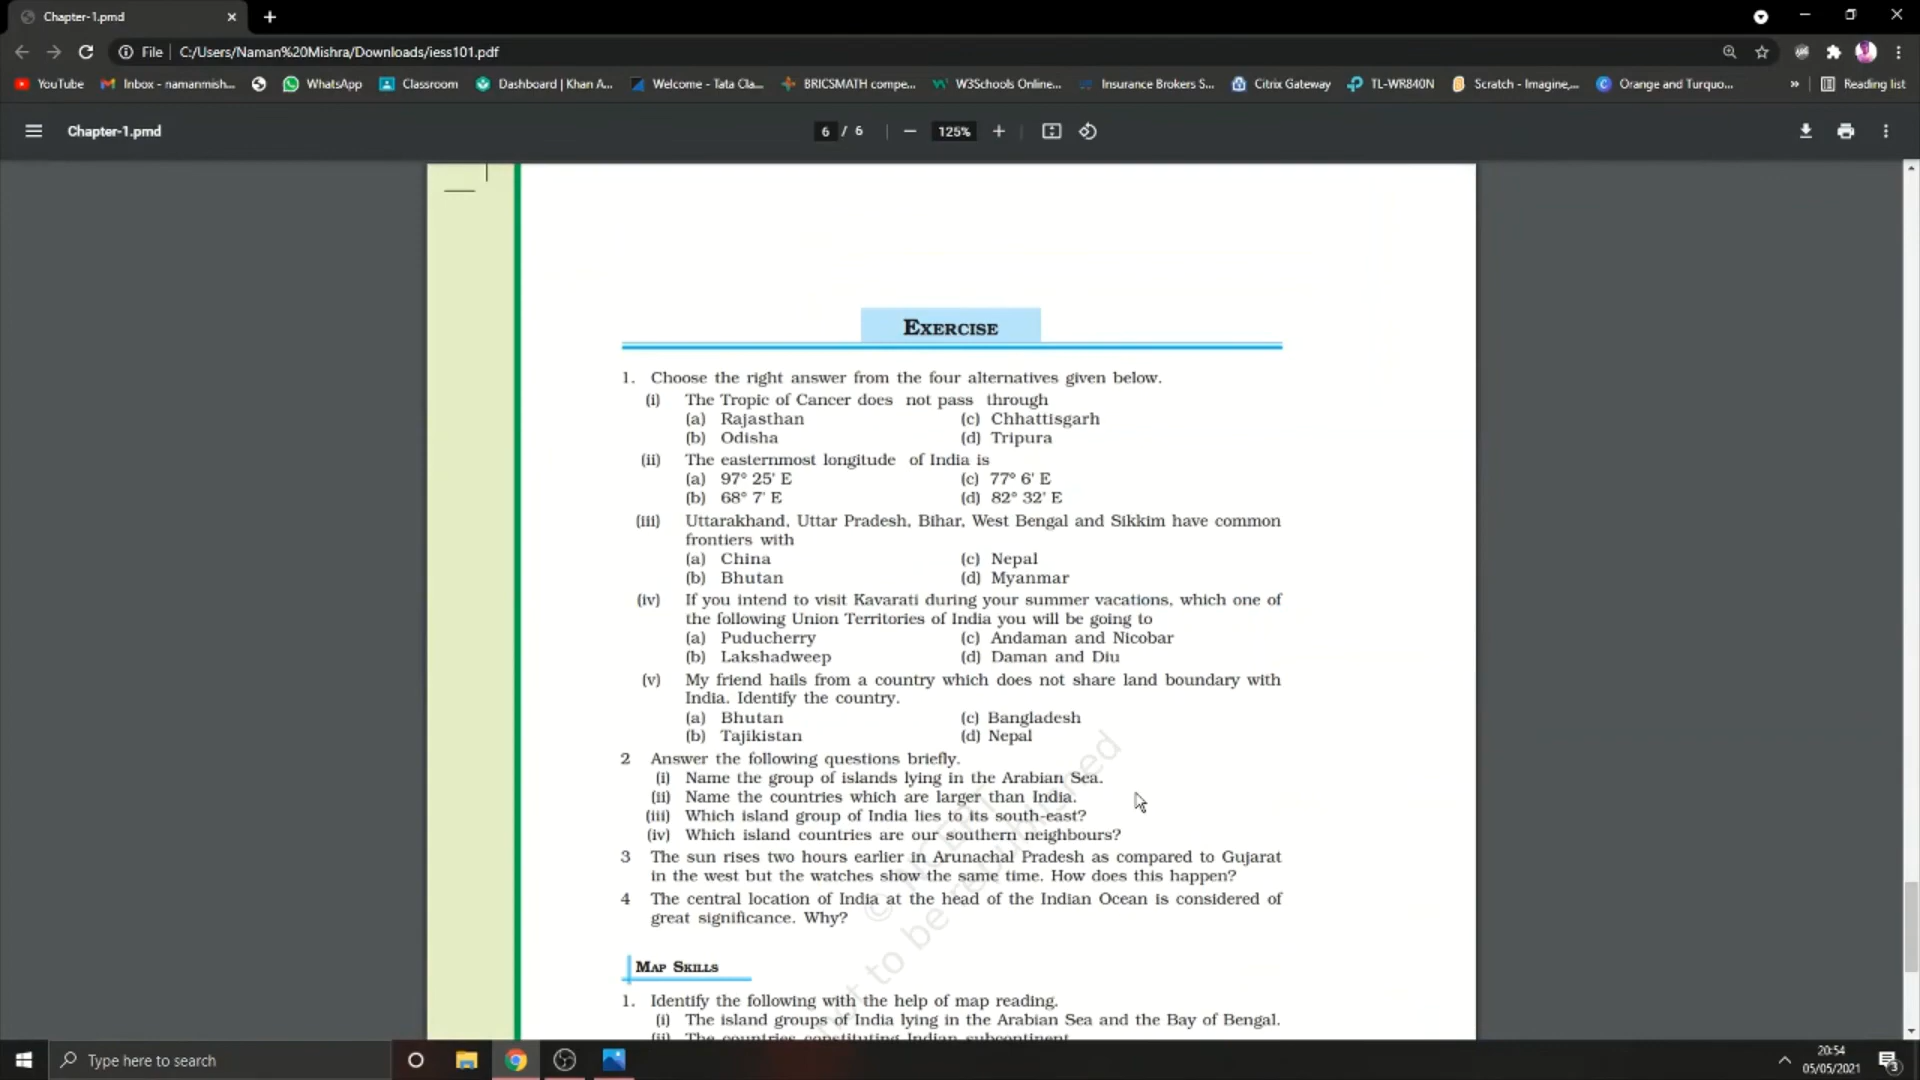 Chapter-1.pmd
File
C:/Users/Naman%20Mishra/Downloads/iess101.pdf
YouTube
Inbox - namanmish...
WhatsApp
Classroom
Dashboard | Khan A...
Welcome - Tata Cla...
BRICSMATH compe...
W3Schools Online...
Insurance Brokers S...
Citrix Gateway
TL-WR840N
Scratch - Imagine,...
Orange and Turquo...
»
Reading list
Chapter-1.pmd
6 / 6
125%
EXERCISE
1. Choose the right answer from the four alternatives given below.
(i) The Tropic of Cancer does not pass through
(a) Rajasthan (c) Chhattisgarh
(b) Odisha (d) Tripura
(ii) The easternmost longitude of India is
(a) 97° 25' E (c) 77° 6' E
(b) 68° 7' E (d) 82° 32' E
(iii) Uttarakhand, Uttar Pradesh, Bihar, West Bengal and Sikkim have common
frontiers with
(a) China (c) Nepal
(b) Bhutan (d) Myanmar
(iv) If you intend to visit Kavarati during your summer vacations, which one of
the following Union Territories of India you will be going to
(a) Puducherry (c) Andaman and Nicobar
(b) Lakshadweep (d) Daman and Diu
(v) My friend hails from a country which does not share land boundary with
India. Identify the country.
(a) Bhutan (c) Bangladesh
(b) Tajikistan (d) Nepal
2 Answer the following questions briefly.
(i) Name the group of islands lying in the Arabian Sea.
(ii) Name the countries which are larger than India.
(iii) Which island group of India lies to its south-east?
(iv) Which island countries are our southern neighbours?
3 The sun rises two hours earlier in Arunachal Pradesh as compared to Gujarat
in the west but the watches show the same time. How does this happen?
4 The central location of India at the head of the Indian Ocean is considered of
great significance. Why?
© NCERT
not to be republished
MAP SKILLS
1. Identify the following with the help of map reading.
(i) The island groups of India lying in the Arabian Sea and the Bay of Bengal.
(ii) The countries constituting Indian subcontinent.
Type here to search
20:54
05/05/2021
3